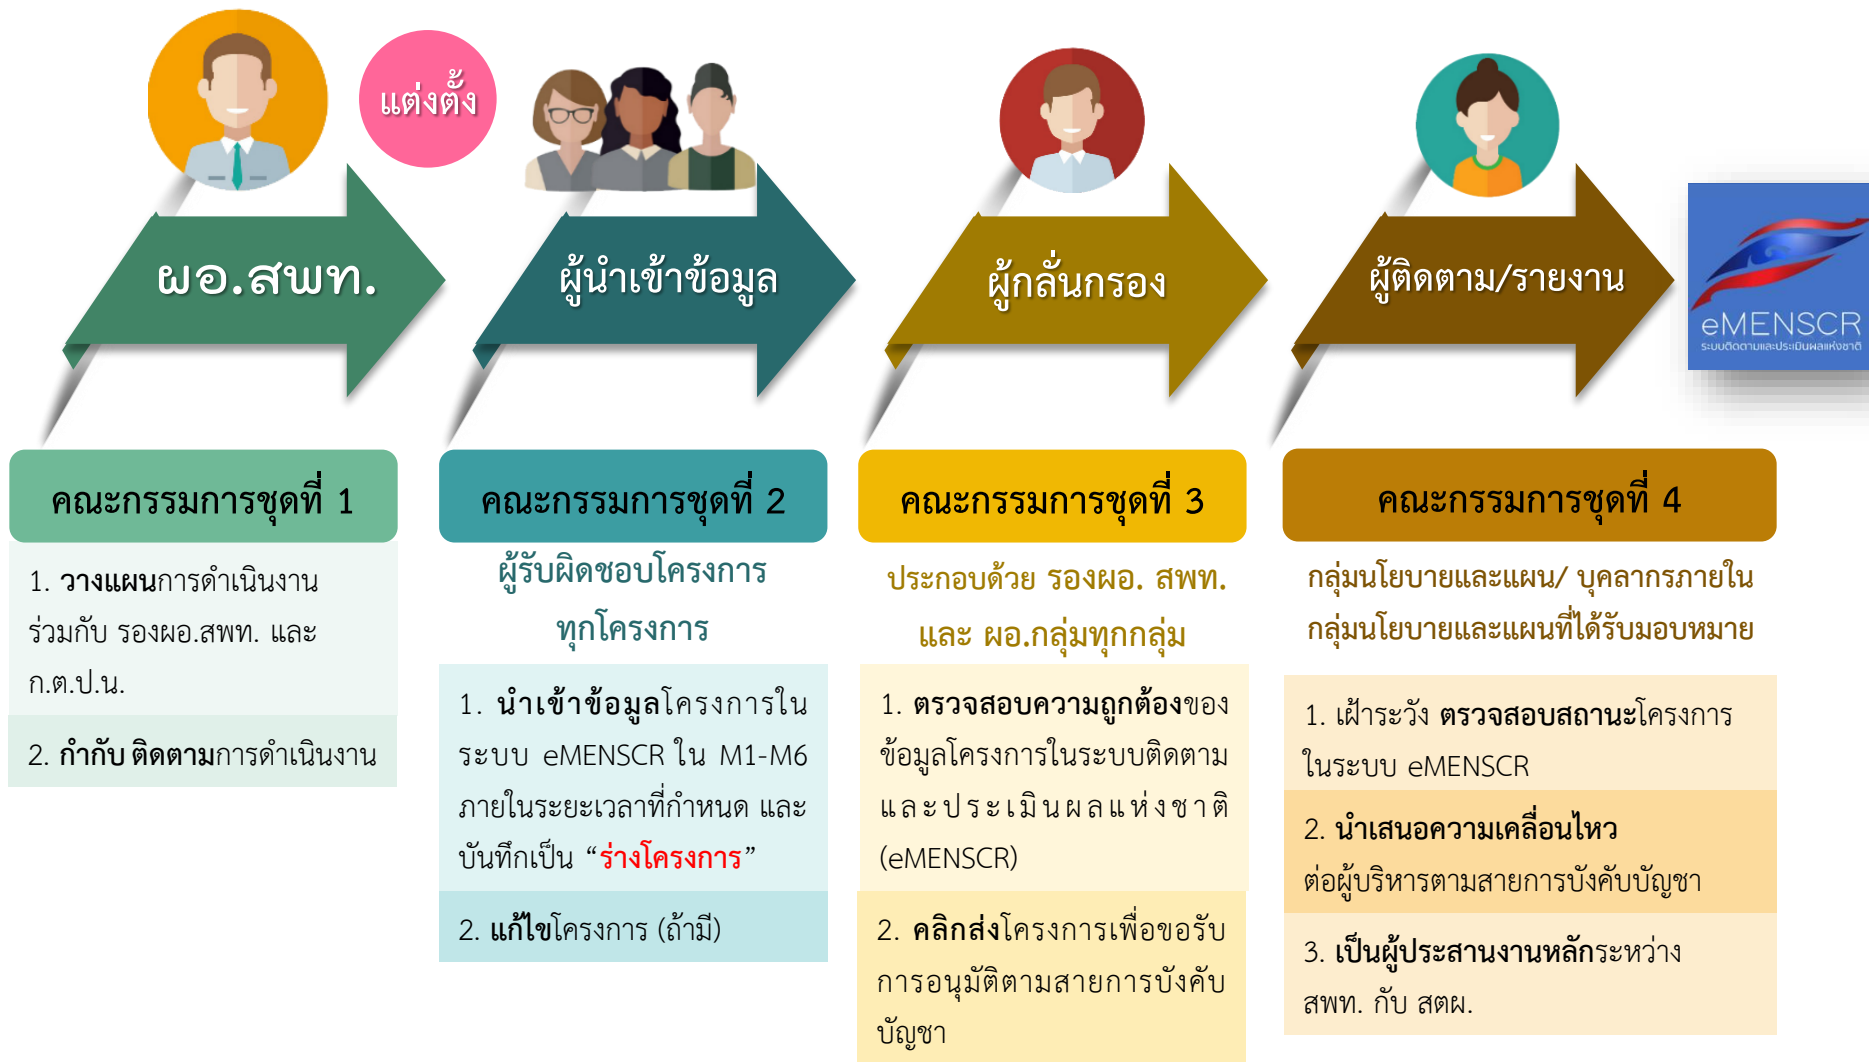 แต่งตั้ง
ผอ.สพท.
ผู้นำเข้าข้อมูล
ผู้กลั่นกรอง
ผู้ติดตาม/รายงาน
eMENSCR
ระบบติดตามและประเมินผลแห่งชาติ
คณะกรรมการชุดที่ 1
1. วางแผนการดำเนินงาน
ร่วมกับ รองผอ.สพท. และ
ก.ต.ป.น.
2. กำกับ ติดตามการดำเนินงาน
คณะกรรมการชุดที่ 2
ผู้รับผิดชอบโครงการ
ทุกโครงการ
1. นำเข้าข้อมูลโครงการใน
ระบบ eMENSCR ใน M1-M6
ภายในระยะเวลาที่กำหนด และ
บันทึกเป็น “ร่างโครงการ”
2. แก้ไขโครงการ (ถ้ามี)
คณะกรรมการชุดที่ 3
ประกอบด้วย รองผอ. สพท.
และ ผอ.กลุ่มทุกกลุ่ม
1. ตรวจสอบความถูกต้องของ
ข้อมูลโครงการในระบบติดตาม
และประเมินผลแห่งชาติ
(eMENSCR)
2. คลิกส่งโครงการเพื่อขอรับ
การอนุมัติตามสายการบังคับ
บัญชา
คณะกรรมการชุดที่ 4
กลุ่มนโยบายและแผน/ บุคลากรภายใน
กลุ่มนโยบายและแผนที่ได้รับมอบหมาย
1. เฝ้าระวัง ตรวจสอบสถานะโครงการ
ในระบบ eMENSCR
2. นำเสนอความเคลื่อนไหว
ต่อผู้บริหารตามสายการบังคับบัญชา
3. เป็นผู้ประสานงานหลักระหว่าง
สพท. กับ สตผ.